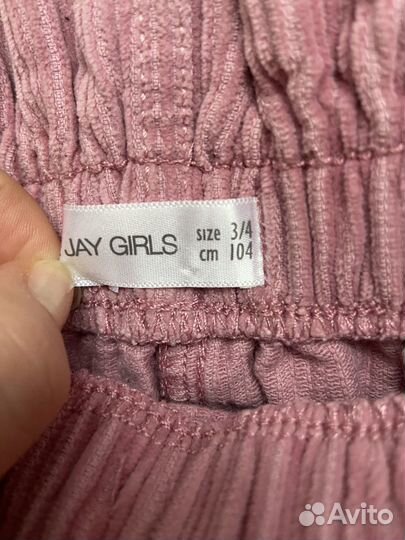 JAY GIRLS
size 3/4
cm 104
Avito